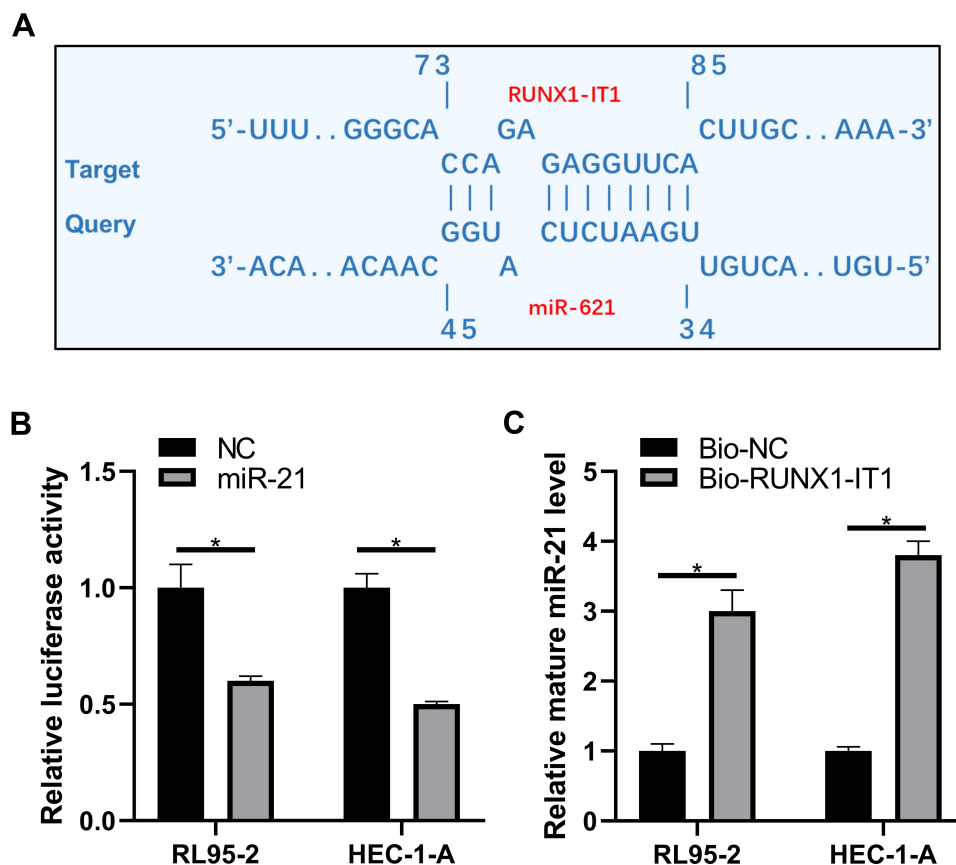 A
73 85
RUNX1-IT1
5'-UUU..GGGCA GA CUUGC..AAA-3'
Target CCA GAGGUUCA
Query GGU CUCUAAGU
3'-ACA..ACAAC A UGUCA..UGU-5'
miR-621
45 34
B
NC
miR-21
Relative luciferase activity
1.5
1.0
0.5
0.0
* *
RL95-2 HEC-1-A
C
Bio-NC
Bio-RUNX1-IT1
Relative mature miR-21 level
5
4
3
2
1
0
* *
RL95-2 HEC-1-A